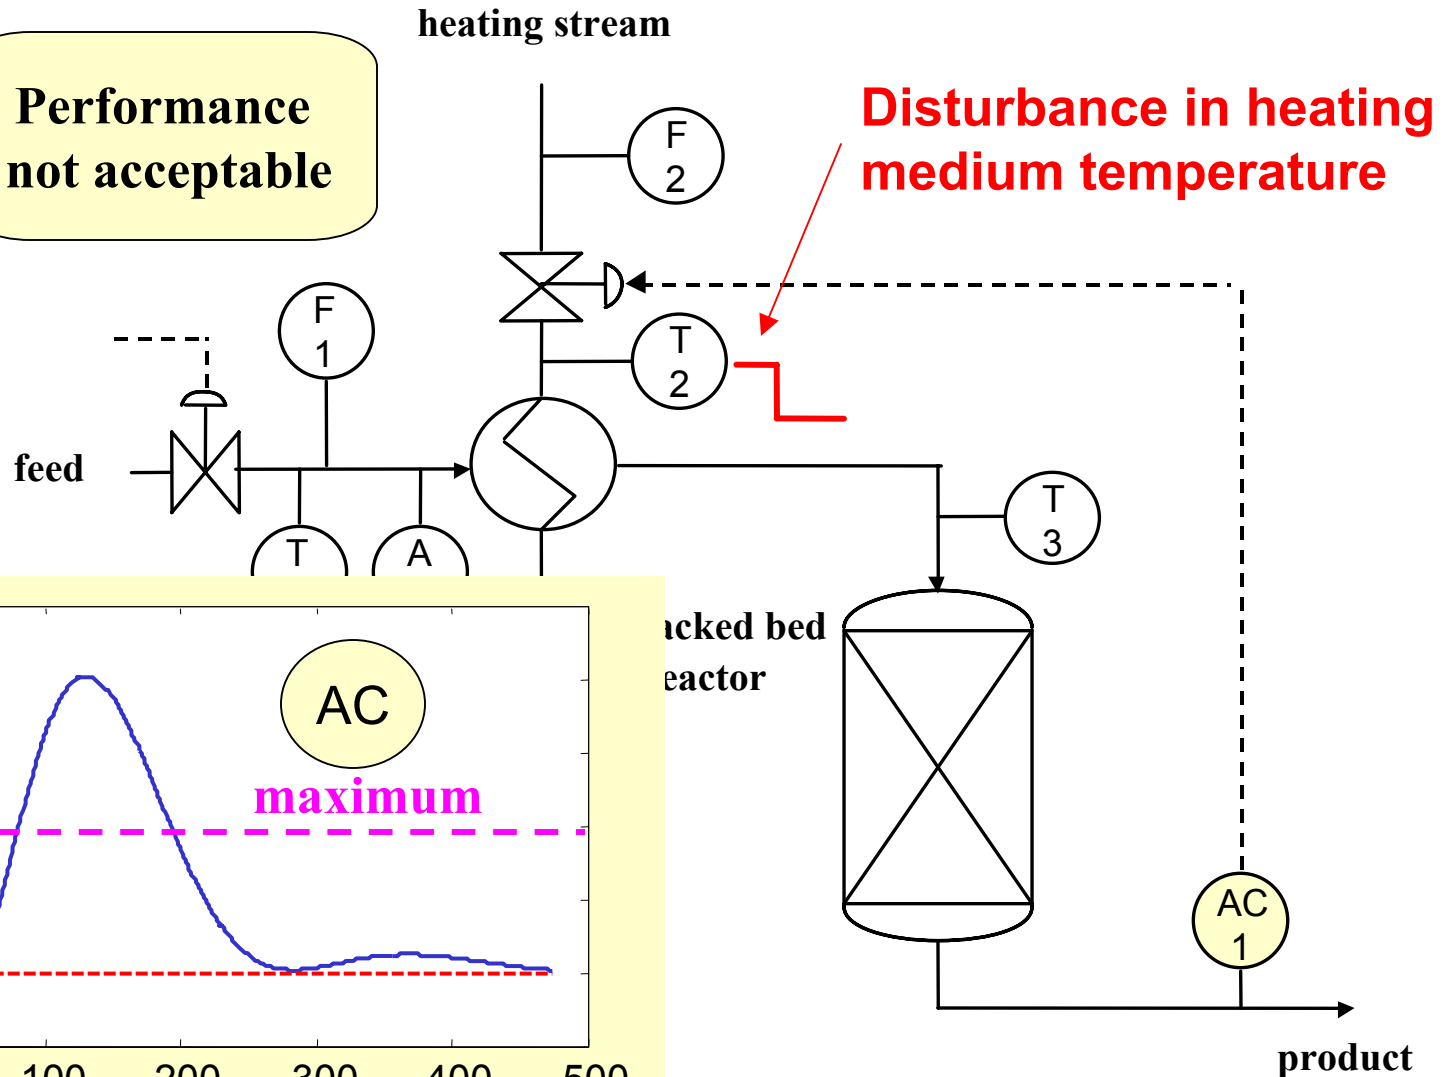 heating stream
Performance
not acceptable
Disturbance in heating
medium temperature
F
2
F
1
T
2
feed
T
3
T
A
acked bed
eactor
AC
maximum
AC
1
100
200
300
400
500
product